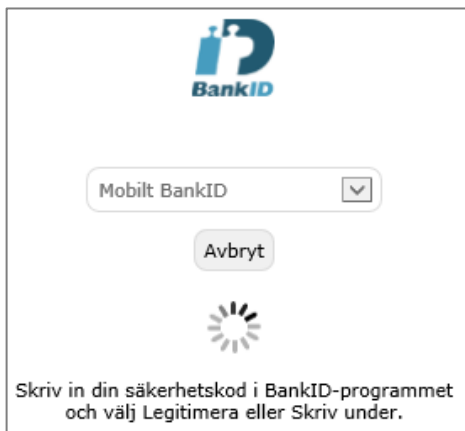 BankID
Mobilt BankID
Avbryt
Skriv in din säkerhetskod i BankID-programmet
och välj Legitimera eller Skriv under.